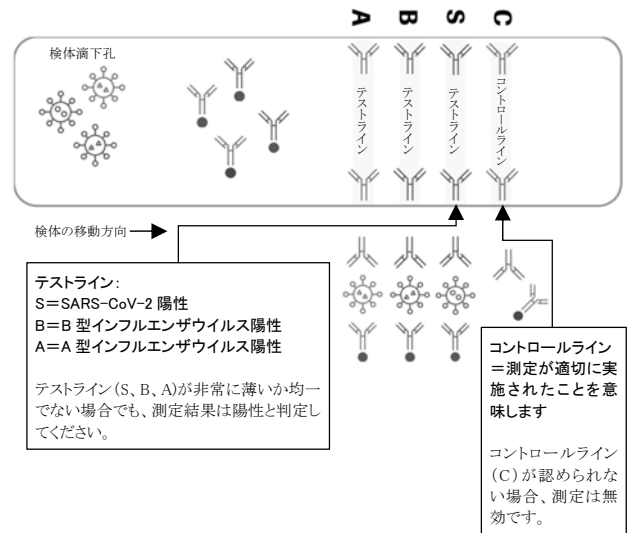 A B S C
検体滴下孔
テストライン
テストライン
テストライン
コントロールライン
検体の移動方向
テストライン:
S=SARS-CoV-2 陽性
B=B 型インフルエンザウイルス陽性
A=A 型インフルエンザウイルス陽性
テストライン(S、B、A)が非常に薄いか均一
でない場合でも、測定結果は陽性と判定し
てください。
コントロールライン
=測定が適切に実
施されたことを意
味します
コントロールライン
(C)が認められな
い場合、測定は無
効です。